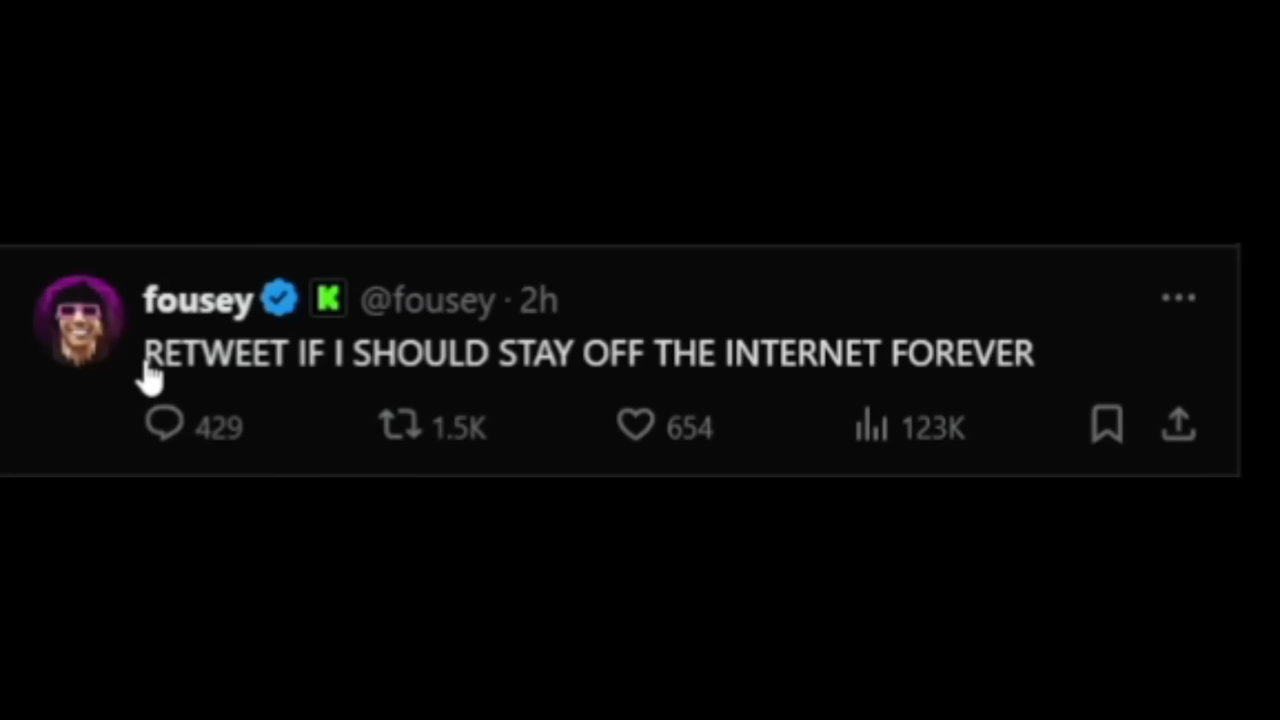 fousey @fousey · 2h
RETWEET IF I SHOULD STAY OFF THE INTERNET FOREVER
429 1.5K 654 123K